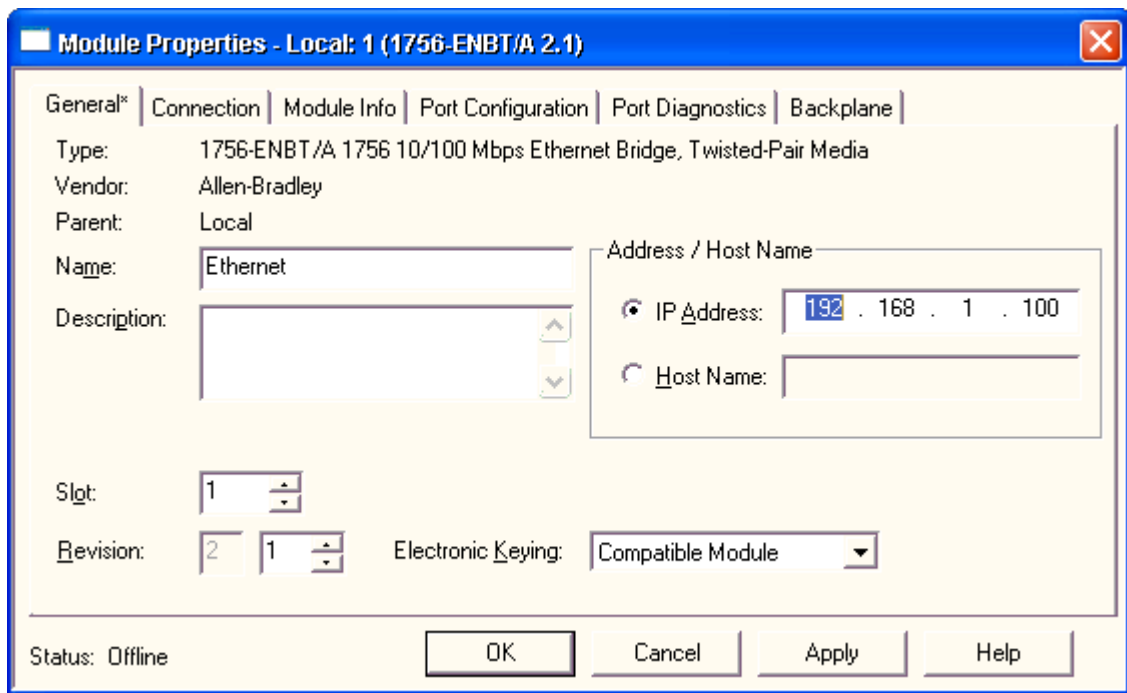 Module Properties - Local: 1 (1756-ENBT/A 2.1)
General* Connection Module Info Port Configuration Port Diagnostics Backplane
Type: 1756-ENBT/A 1756 10/100 Mbps Ethernet Bridge, Twisted-Pair Media
Vendor: Allen-Bradley
Parent: Local
Name: Ethernet
Description:
Address / Host Name
IP Address: 192 . 168 . 1 . 100
Host Name:
Slot: 1
Revision: 2 1 Electronic Keying: Compatible Module
Status: Offline OK Cancel Apply Help